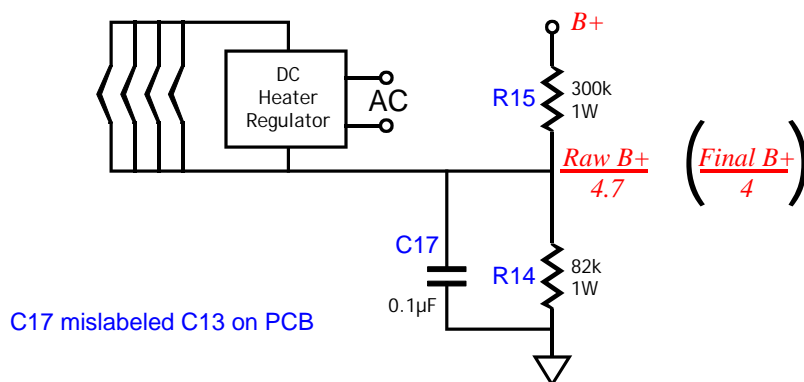 B+
DC
Heater
Regulator
AC
R15
300k
1W
Raw B+
4.7
Final B+
4
C17
0.1µF
R14
82k
1W
C17 mislabeled C13 on PCB